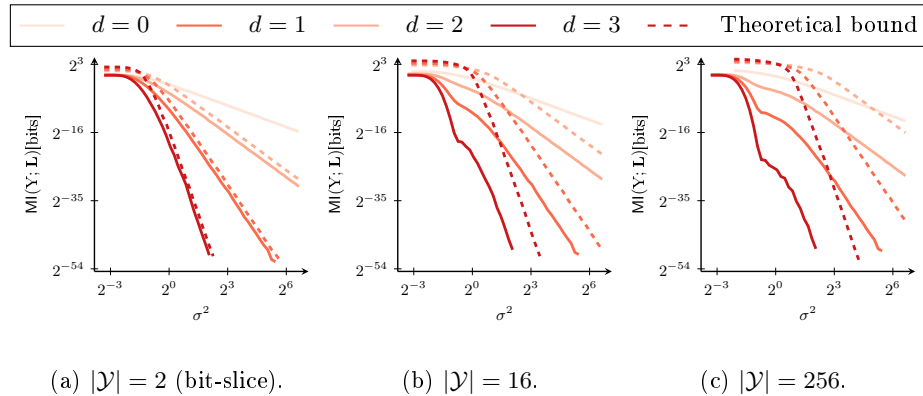 d = 0 d = 1 d = 2 d = 3 Theoretical bound
2^3 2^3 2^3
2^−16 2^−16 2^−16
2^−35 2^−35 2^−35
2^−54 2^−54 2^−54
MI(Y; L)[bits] MI(Y; L)[bits] MI(Y; L)[bits]
2^−3 2^0 2^3 2^6 2^−3 2^0 2^3 2^6 2^−3 2^0 2^3 2^6
σ^2 σ^2 σ^2
(a) |𝒴| = 2 (bit-slice). (b) |𝒴| = 16. (c) |𝒴| = 256.